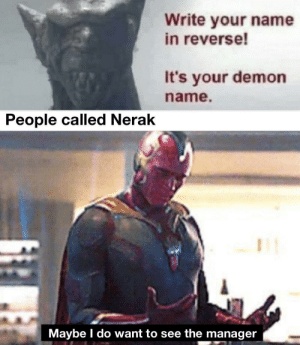 Write your name
in reverse!
It's your demon
name.
People called Nerak
Maybe I do want to see the manager